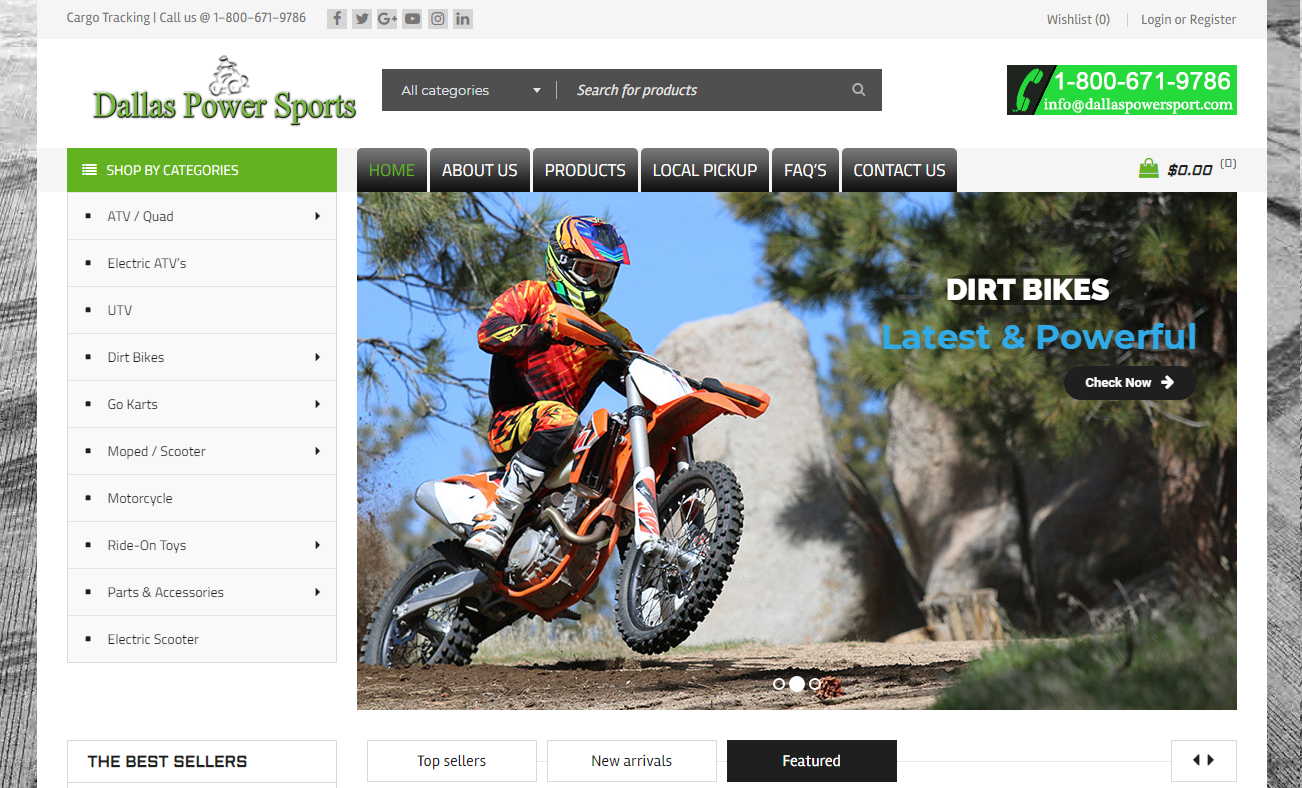 Cargo Tracking | Call us @ 1-800-671-9786
Wishlist (0)
Login or Register
Dallas Power Sports
All categories
Search for products
1-800-671-9786
info@dallaspowersport.com
SHOP BY CATEGORIES
HOME
ABOUT US
PRODUCTS
LOCAL PICKUP
FAQ'S
CONTACT US
$0.00 (0)
ATV / Quad
Electric ATV's
UTV
Dirt Bikes
Go Karts
Moped / Scooter
Motorcycle
Ride-On Toys
Parts & Accessories
Electric Scooter
DIRT BIKES
Latest & Powerful
Check Now
THE BEST SELLERS
Top sellers
New arrivals
Featured